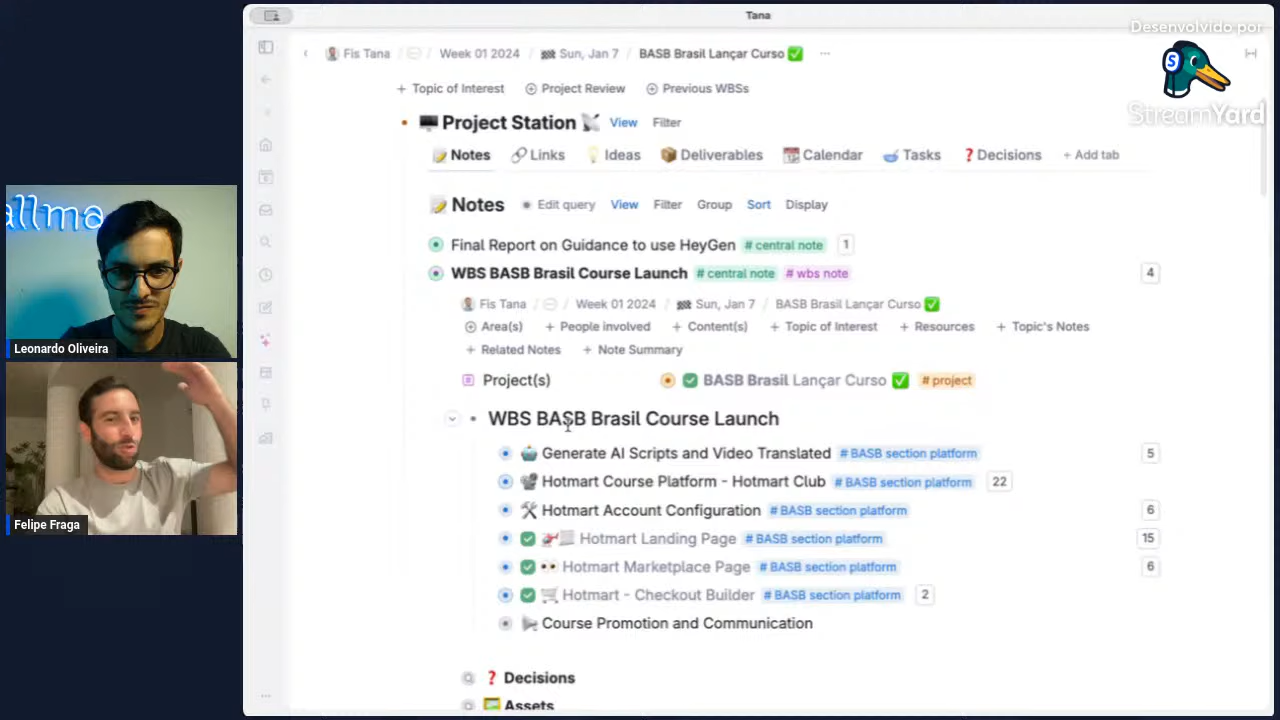 Tana
Desenvolvido por
StreamYard
Fis Tana / Week 01 2024 / Sun, Jan 7 / BASB Brasil Lançar Curso ✅ ...
+ Topic of Interest Project Review Previous WBSs
Project Station View Filter
Notes Links Ideas Deliverables Calendar Tasks ❓Decisions + Add tab
Notes Edit query View Filter Group Sort Display
Final Report on Guidance to use HeyGen # central note 1
WBS BASB Brasil Course Launch # central note # wbs note 4
Fis Tana / Week 01 2024 / Sun, Jan 7 / BASB Brasil Lançar Curso ✅
Area(s) + People involved + Content(s) + Topic of Interest + Resources + Topic's Notes
+ Related Notes + Note Summary
Project(s) BASB Brasil Lançar Curso ✅ # project
WBS BASB Brasil Course Launch
Generate AI Scripts and Video Translated # BASB section platform 5
Hotmart Course Platform - Hotmart Club # BASB section platform 22
Hotmart Account Configuration # BASB section platform 6
Hotmart Landing Page # BASB section platform 15
Hotmart Marketplace Page # BASB section platform 6
Hotmart - Checkout Builder # BASB section platform 2
Course Promotion and Communication
❓ Decisions
Assets
allma
Leonardo Oliveira
Felipe Fraga